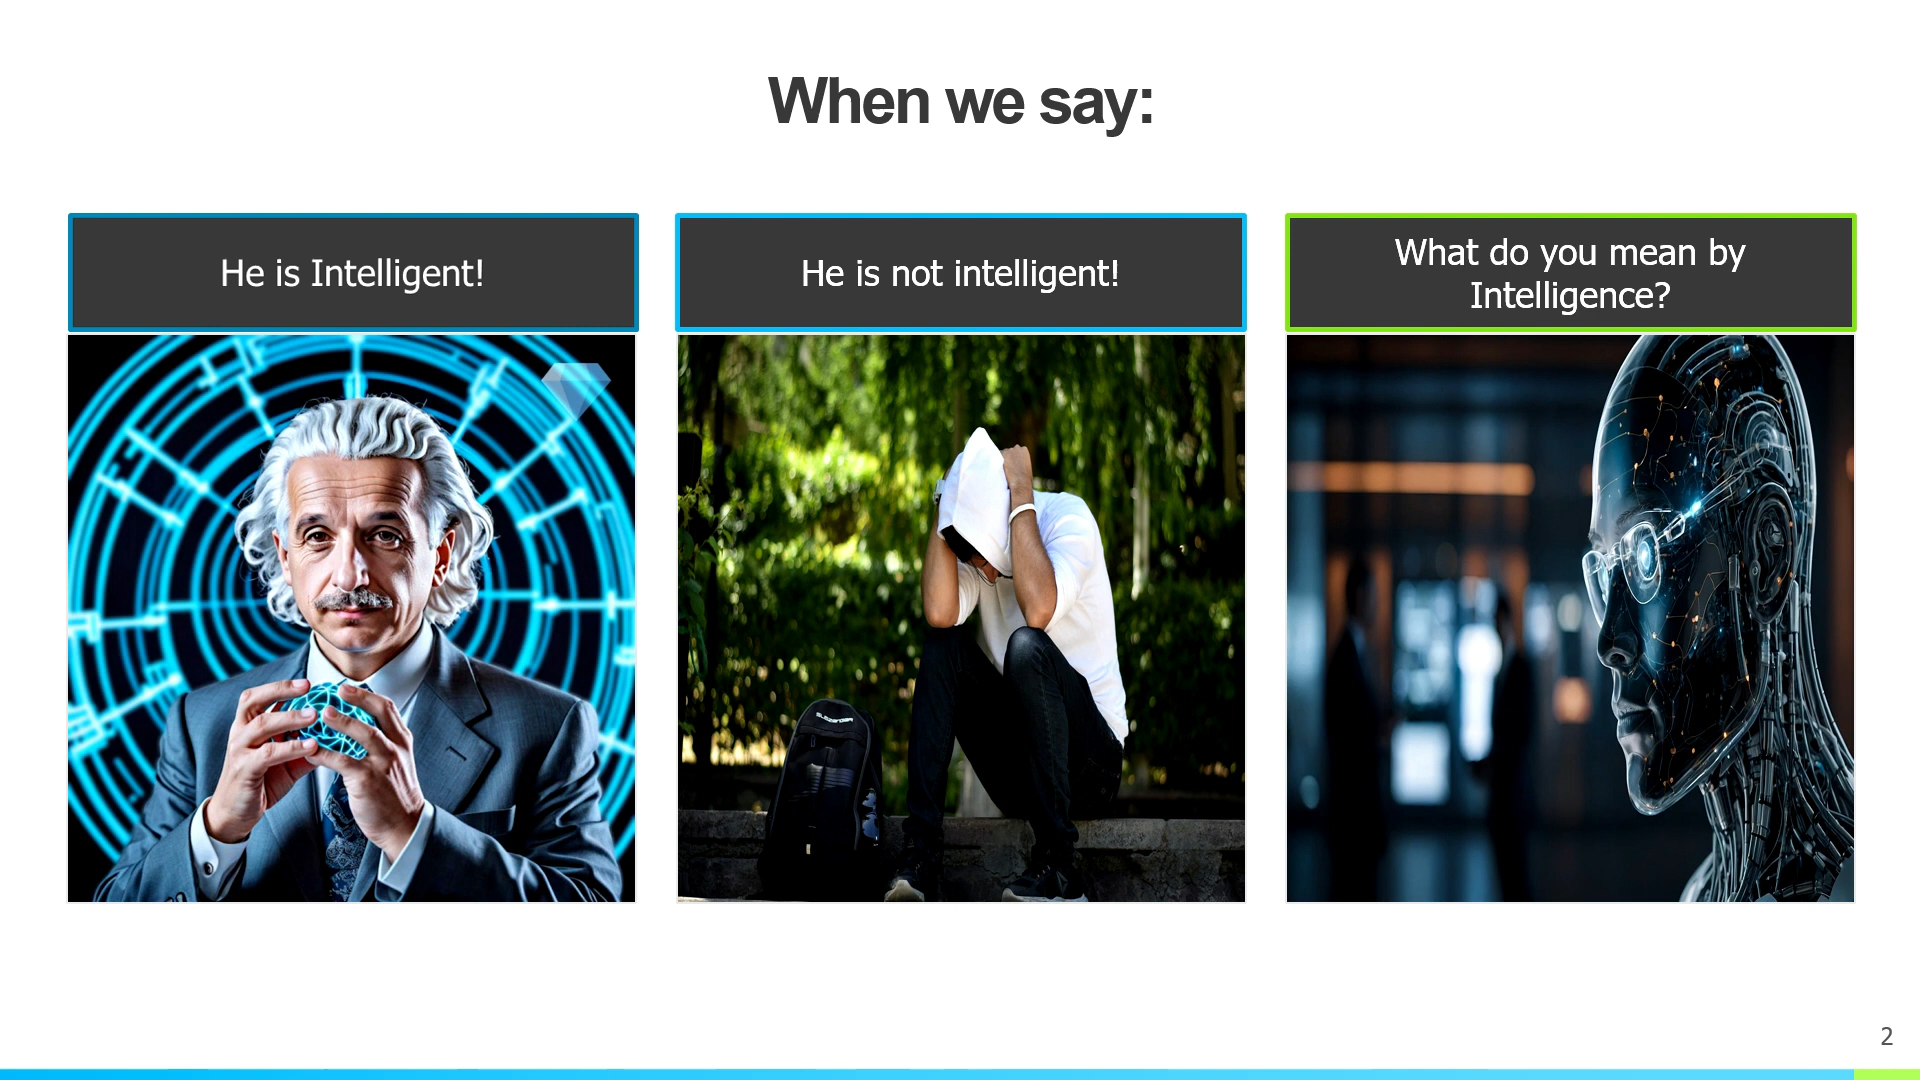 When we say:
He is Intelligent!
He is not intelligent!
What do you mean by
Intelligence?
2